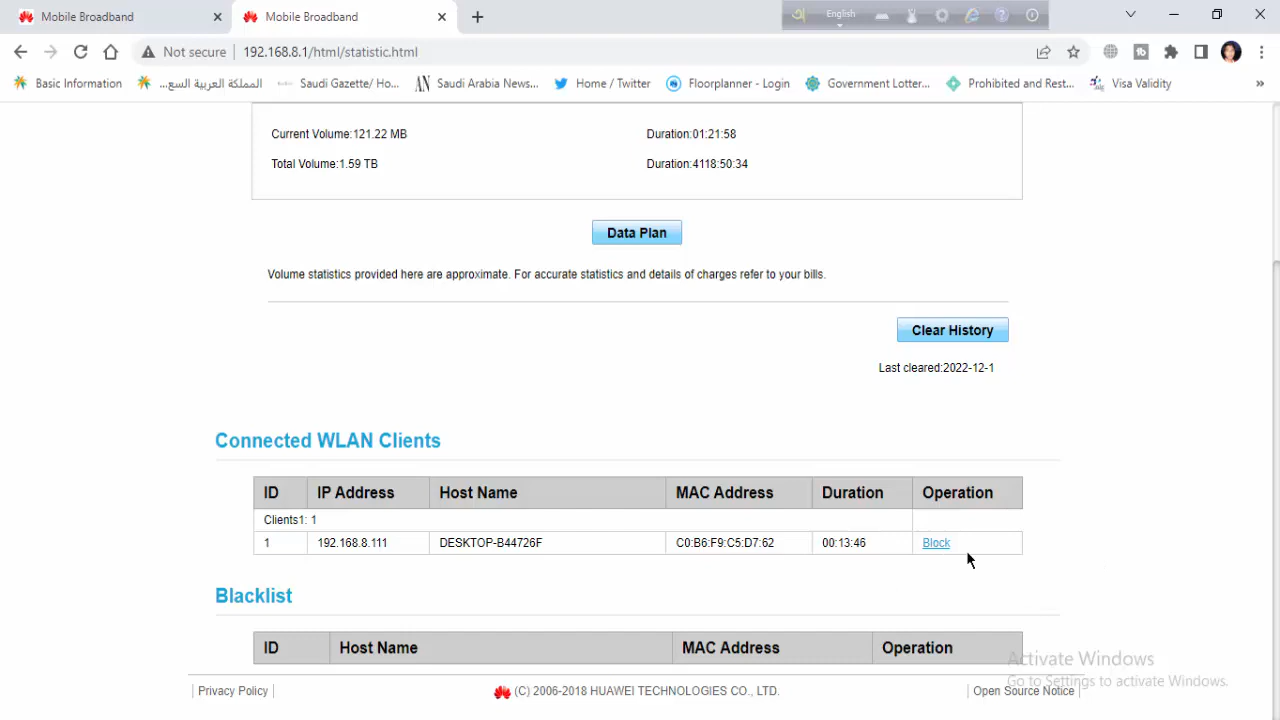 Mobile Broadband
Mobile Broadband
English
Not secure
192.168.8.1/html/statistic.html
Basic Information
المملكة العربية السع...
Saudi Gazette/ Ho...
Saudi Arabia News...
Home / Twitter
Floorplanner - Login
Government Lotter...
Prohibited and Rest...
Visa Validity
Current Volume:121.22 MB Duration:01:21:58
Total Volume:1.59 TB Duration:4118:50:34
Data Plan
Volume statistics provided here are approximate. For accurate statistics and details of charges refer to your bills.
Clear History
Last cleared:2022-12-1
Connected WLAN Clients
ID IP Address Host Name MAC Address Duration Operation
Clients1: 1
1 192.168.8.111 DESKTOP-B44726F C0:B6:F9:C5:D7:62 00:13:46 Block
Blacklist
ID Host Name MAC Address Operation
Activate Windows
Go to Settings to activate Windows.
Privacy Policy (C) 2006-2018 HUAWEI TECHNOLOGIES CO., LTD. Open Source Notice